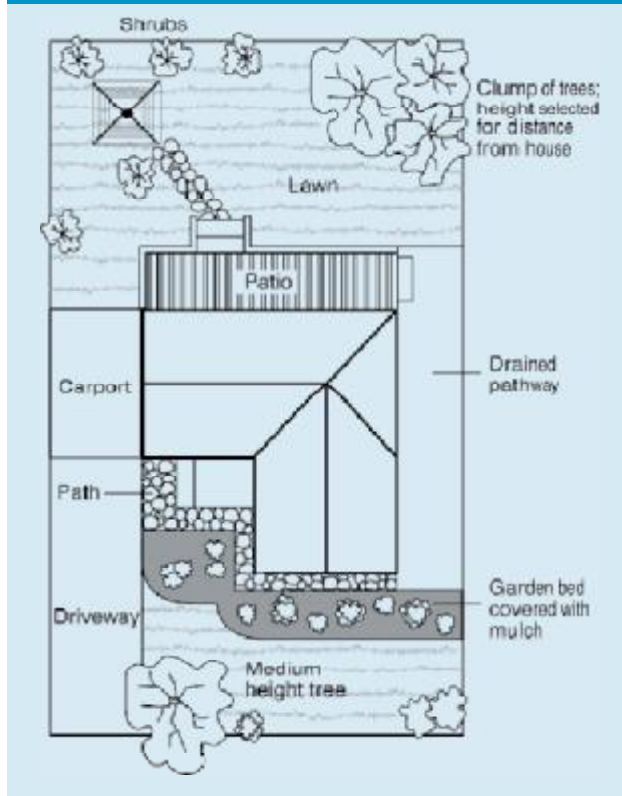 Shrubs
Clump of trees;
height selected
for distance
from house
Lawn
Patio
Carport
Drained
pathway
Path
Garden bed
covered with
mulch
Driveway
Medium
height tree